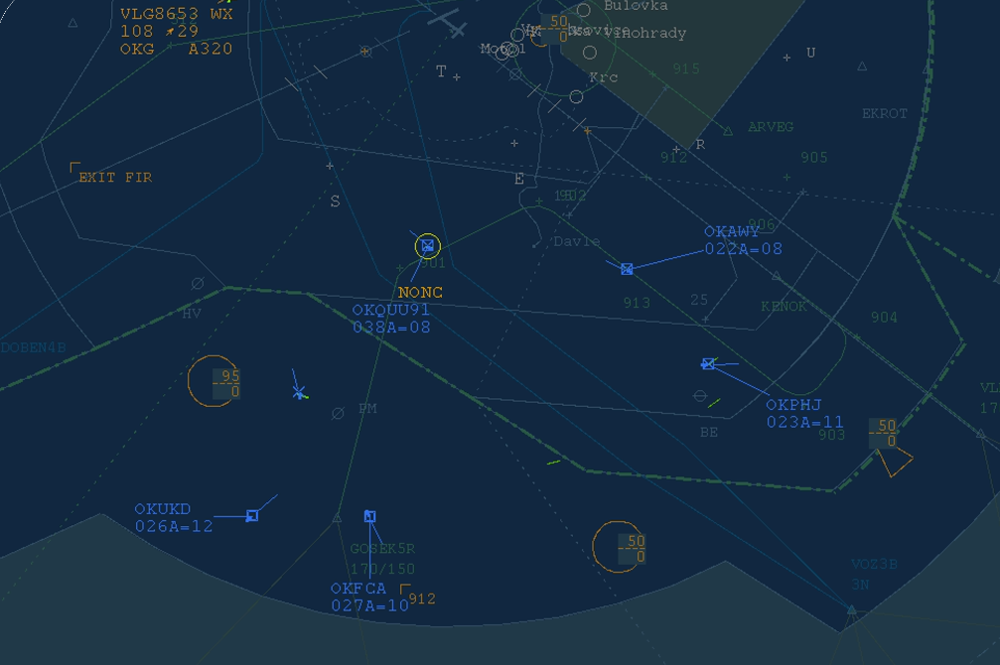 VLG8653 WX
108 29
OKG A320
50
0
Bulovka
Vinohrady
Motol
Krc
T
U
915
EKROT
ARVEG
EXIT FIR
912
R
905
E
S
902
OKAWY
022A=08
906
Davle
901
NONC
OKQUU91
038A=08
HV
913
25
KENOK
904
DOBEN4B
95
0
PM
OKPHJ
023A=11
BE
903
VL
17
50
0
OKUKD
026A=12
GOSEK5R
170/150
50
0
OKFCA
027A=10
912
VOZ3B
3N